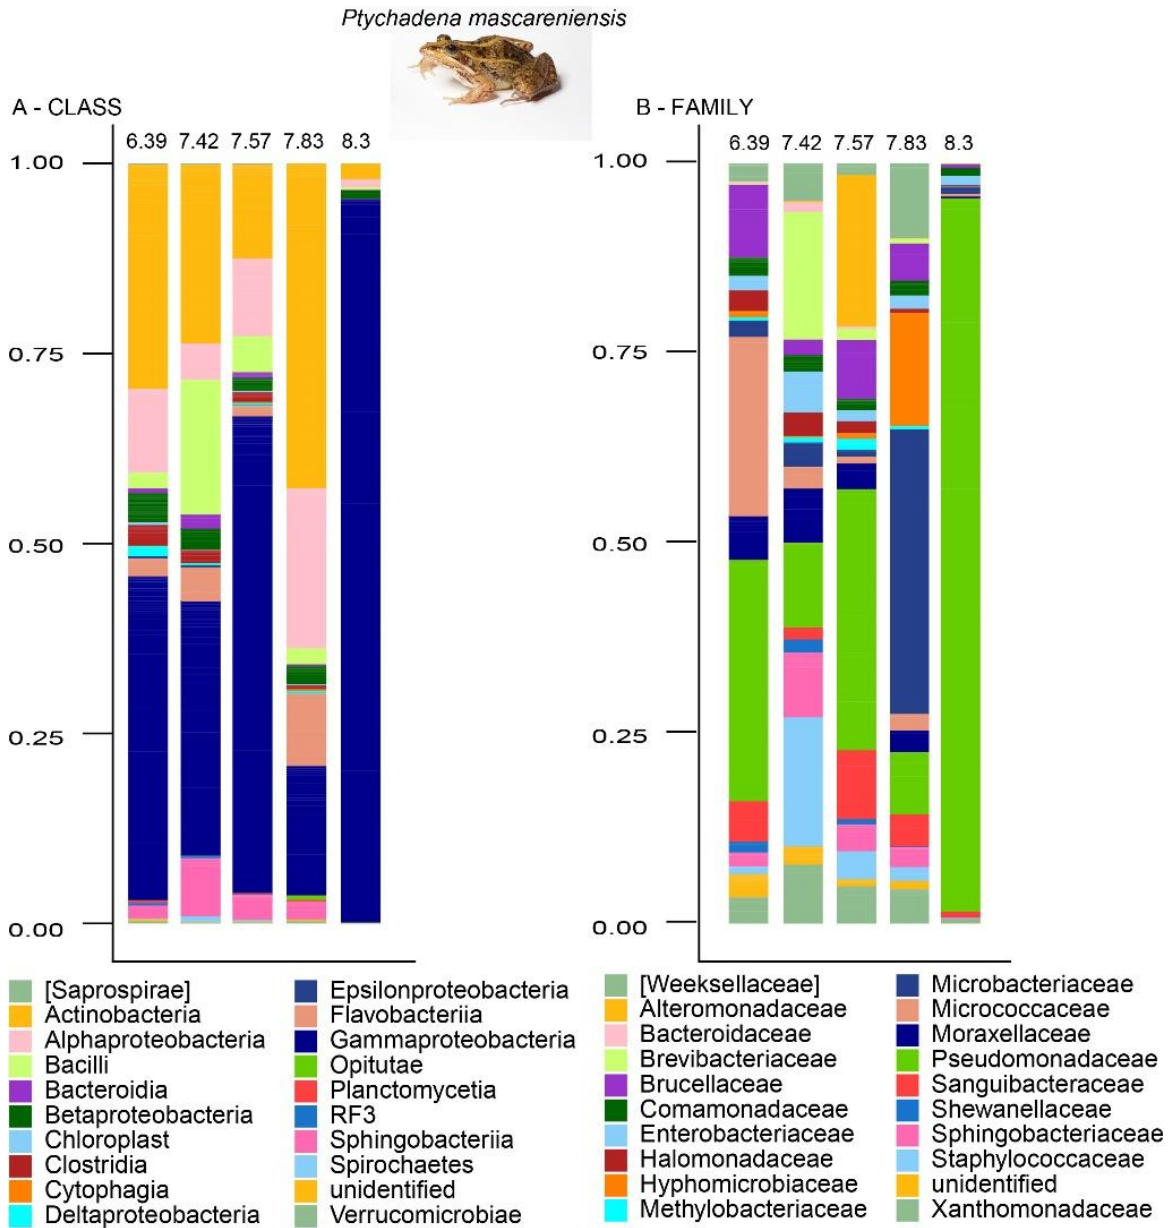 Ptychadena mascareniensis
A - CLASS
6.39 7.42 7.57 7.83 8.3
1.00
0.75
0.50
0.25
0.00
[Saprospirae]
Actinobacteria
Alphaproteobacteria
Bacilli
Bacteroidia
Betaproteobacteria
Chloroplast
Clostridia
Cytophagia
Deltaproteobacteria
Epsilonproteobacteria
Flavobacteriia
Gammaproteobacteria
Opitutae
Planctomycetia
RF3
Sphingobacteriia
Spirochaetes
unidentified
Verrucomicrobiae
B - FAMILY
6.39 7.42 7.57 7.83 8.3
1.00
0.75
0.50
0.25
0.00
[Weeksellaceae]
Alteromonadaceae
Bacteroidaceae
Brevibacteriaceae
Brucellaceae
Comamonadaceae
Enterobacteriaceae
Halomonadaceae
Hyphomicrobiaceae
Methylobacteriaceae
Microbacteriaceae
Micrococcaceae
Moraxellaceae
Pseudomonadaceae
Sanguibacteraceae
Shewanellaceae
Sphingobacteriaceae
Staphylococcaceae
unidentified
Xanthomonadaceae